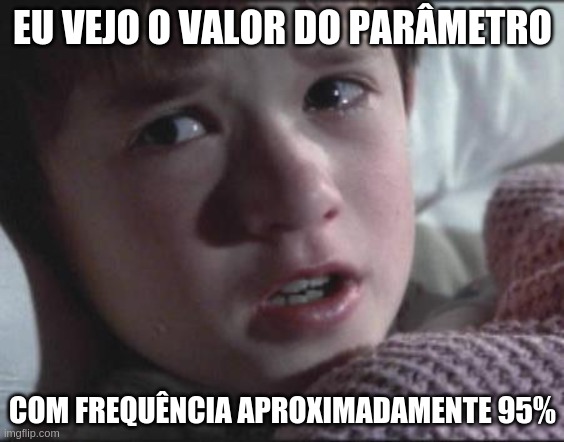 EU VEJO O VALOR DO PARÂMETRO
COM FREQUÊNCIA APROXIMADAMENTE 95%
imgflip.com